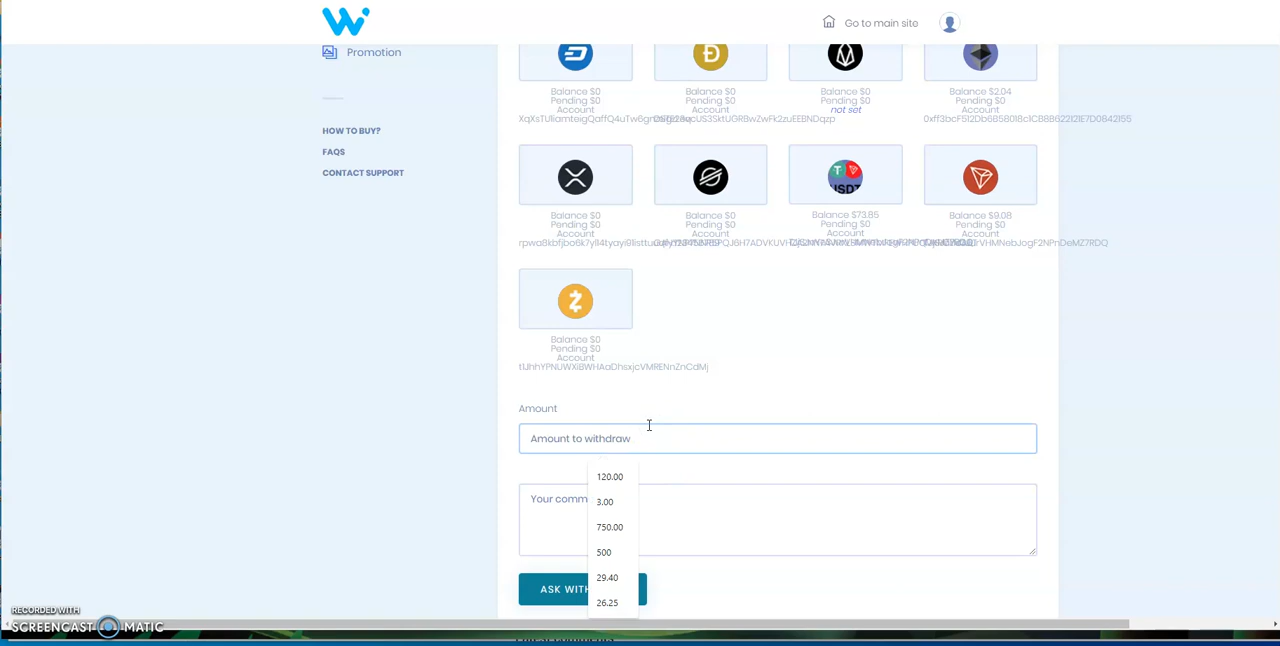 Go to main site
Promotion
Balance $0
Pending $0
Account
Balance $0
Pending $0
Account
Balance $0
Pending $0
Account
not set
Balance $2.04
Pending $0
Account
HOW TO BUY?
FAQS
CONTACT SUPPORT
Balance $0
Pending $0
Account
Balance $0
Pending $0
Account
USDT
Balance $73.85
Pending $0
Account
Balance $9.08
Pending $0
Account
Balance $0
Pending $0
Account
t1JhhYPNUWXiBWHAaDhsxjcVMRENnZnCdMj
Amount
Amount to withdraw
120.00
3.00
750.00
500
29.40
26.25
Your comm
ASK WITH
RECORDED WITH
SCREENCAST MATIC